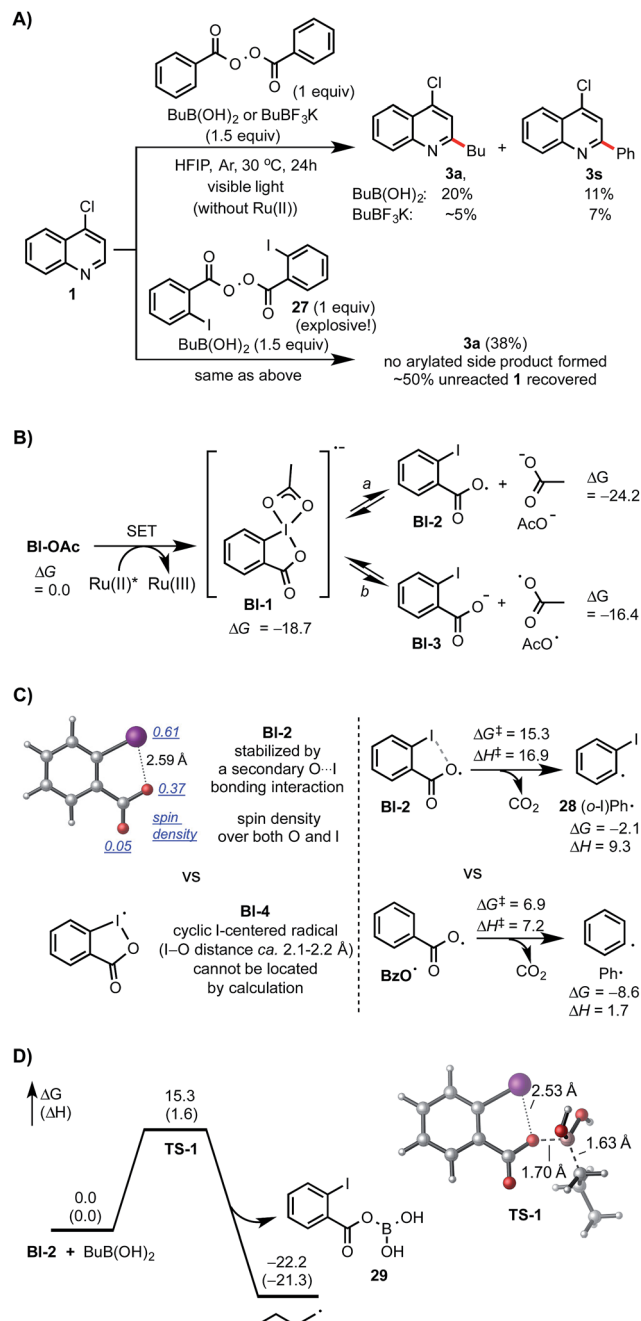 A)
O
O
O
O
(1 equiv)
BuB(OH)₂ or BuBF₃K
(1.5 equiv)
HFIP, Ar, 30 °C, 24h
visible light
(without Ru(II))
Cl
N
1
Cl
N
Bu
3a,
+
Cl
N
Ph
3s
BuB(OH)₂: 20% 11%
BuBF₃K: ~5% 7%
I
O
O
O
O
I
27 (1 equiv)
(explosive!)
BuB(OH)₂ (1.5 equiv)
same as above
3a (38%)
no arylated side product formed
~50% unreacted 1 recovered
B)
BI-OAc
ΔG
= 0.0
SET
Ru(II)* Ru(III)
•−
O O
I
O
O
BI-1
ΔG = −18.7
a
I
O•
O
BI-2
+
−O
O
AcO−
ΔG
= −24.2
b
I
O−
O
BI-3
+
•O
O
AcO•
ΔG
= −16.4
C)
0.61
2.59 Å
0.37
0.05
spin
density
BI-2
stabilized by
a secondary O···I
bonding interaction
spin density
over both O and I
vs
I•
O
O
BI-4
cyclic I-centered radical
(I–O distance ca. 2.1-2.2 Å)
cannot be located
by calculation
I
O•
O
BI-2
ΔG‡ = 15.3
ΔH‡ = 16.9
CO₂
I
•
28 (o-I)Ph•
ΔG = −2.1
ΔH = 9.3
vs
O•
O
BzO•
ΔG‡ = 6.9
ΔH‡ = 7.2
CO₂
•
Ph•
ΔG = −8.6
ΔH = 1.7
D)
ΔG
(ΔH)
0.0
(0.0)
BI-2 + BuB(OH)₂
15.3
(1.6)
TS-1
I
O
O
B
OH
OH
29
−22.2
(−21.3)
•
2.53 Å
1.63 Å
1.70 Å
TS-1